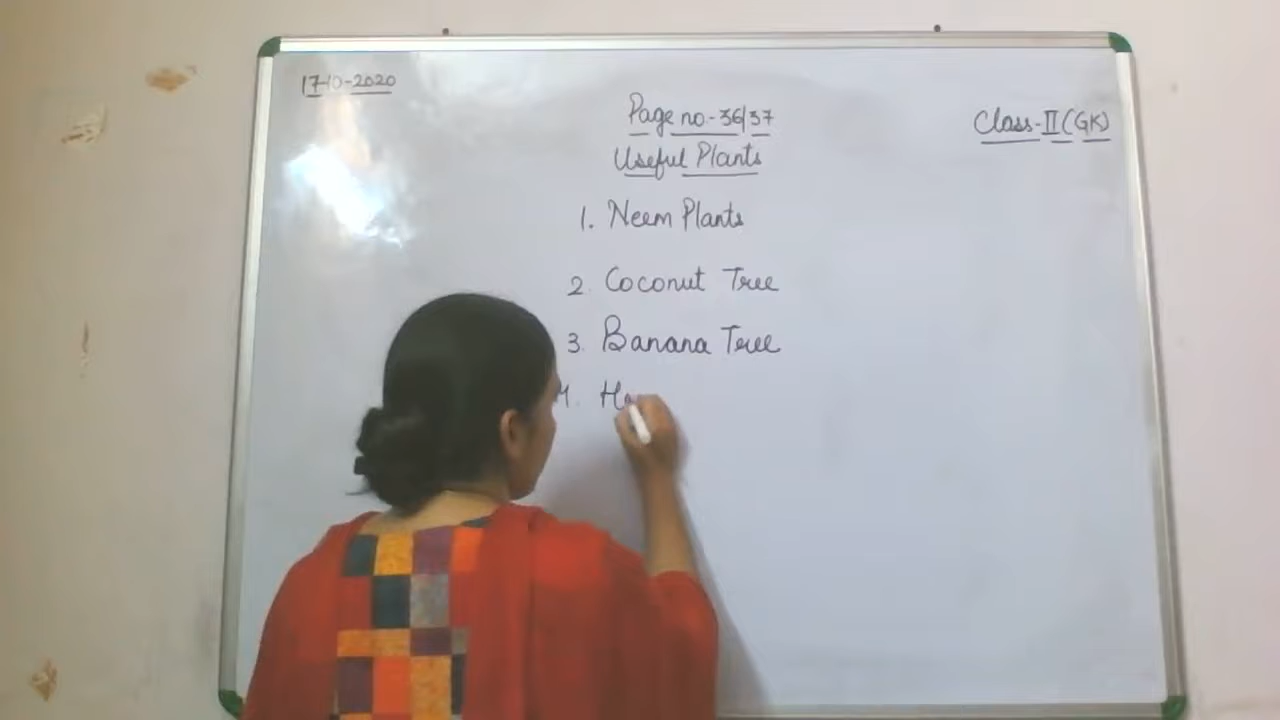 17-10-2020
Page no.-36/37
Class-II(GK)
Useful Plants
1. Neem Plants
2. Coconut Tree
3. Banana Tree
4.